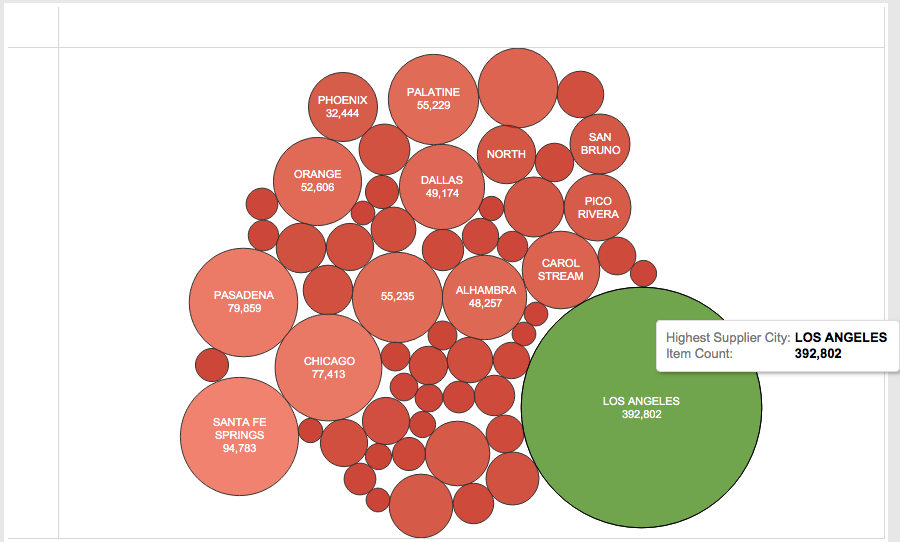 PHOENIX
32,444
PALATINE
55,229
NORTH
SAN
BRUNO
ORANGE
52,606
DALLAS
49,174
PICO
RIVERA
CAROL
STREAM
PASADENA
79,859
55,235
ALHAMBRA
48,257
Highest Supplier City: LOS ANGELES
Item Count: 392,802
CHICAGO
77,413
LOS ANGELES
392,802
SANTA FE
SPRINGS
94,783